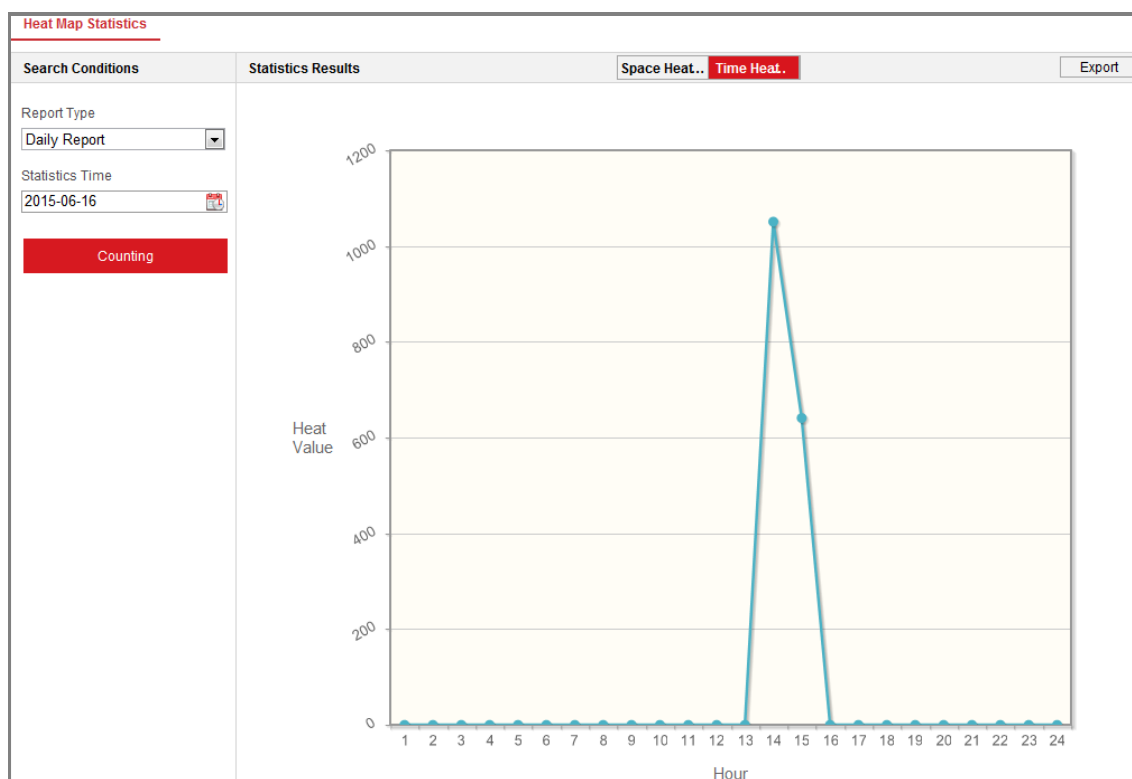 Heat Map Statistics
Search Conditions
Statistics Results
Space Heat...
Time Heat..
Export
Report Type
Daily Report
Statistics Time
2015-06-16
Counting
1200
1000
800
600
400
200
0
Heat
Value
1 2 3 4 5 6 7 8 9 10 11 12 13 14 15 16 17 18 19 20 21 22 23 24
Hour